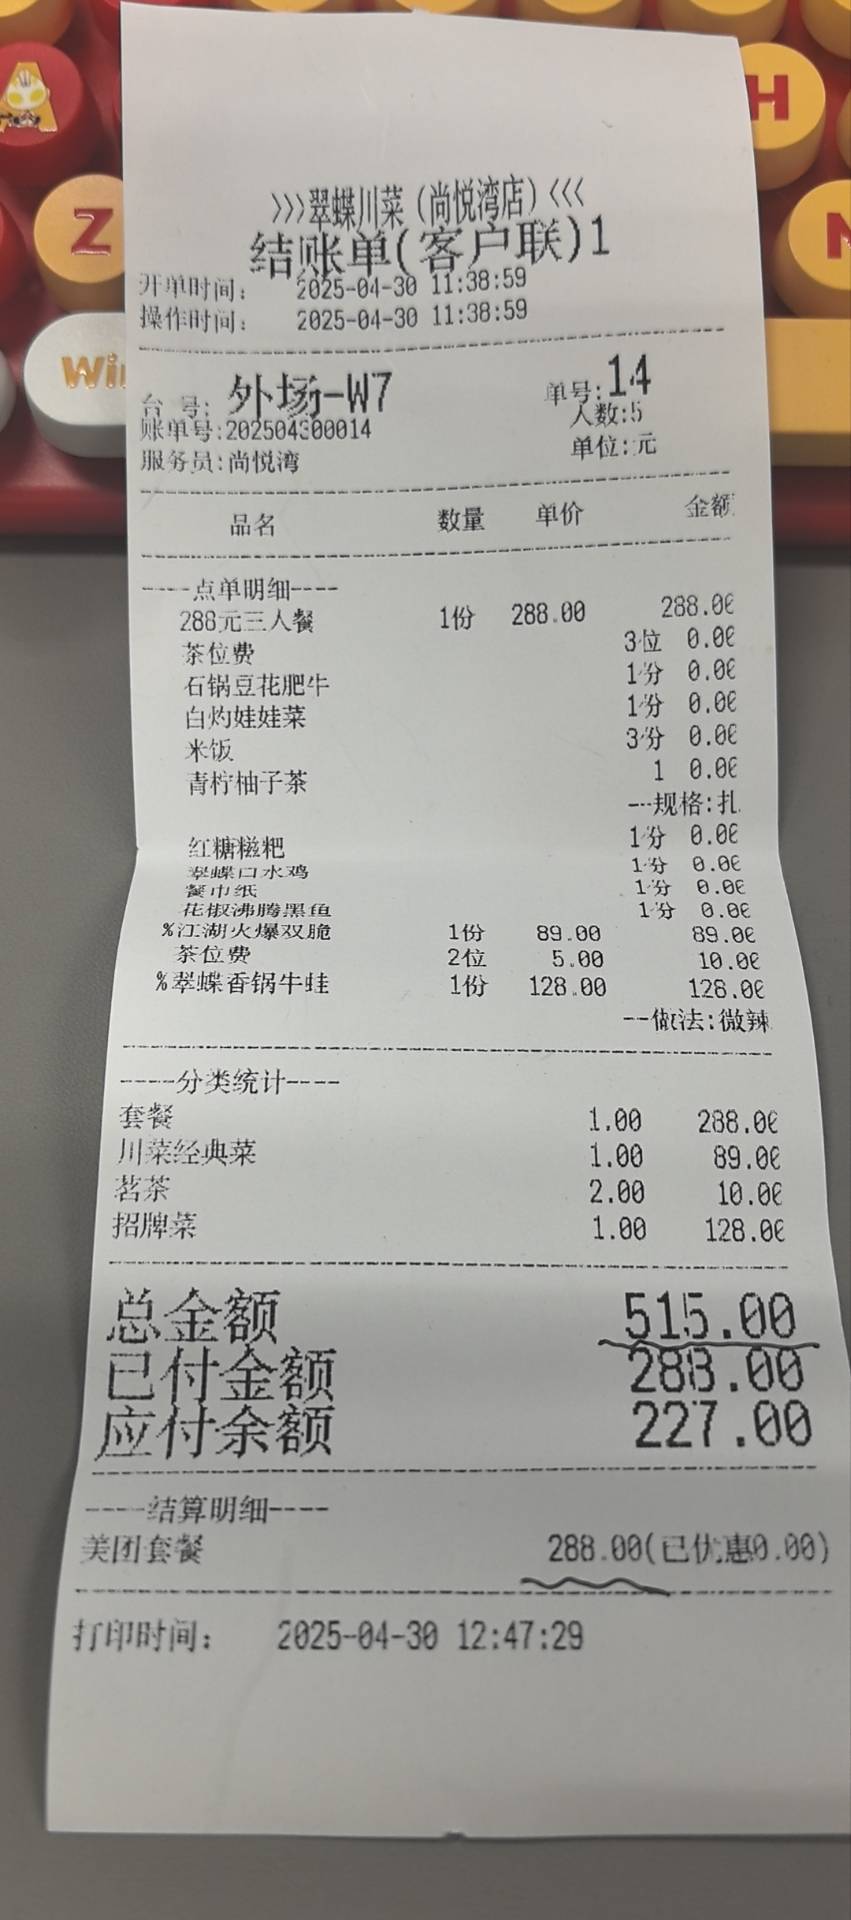 A
H
Z
N
Win
>>>翠蝶川菜(尚悦湾店)<<<
结账单(客户联)1
开单时间: 2025-04-30 11:38:59
操作时间: 2025-04-30 11:38:59
台 号: 外场-W7 单号:14
人数:5
账单号:202504300014
单位:元
服务员:尚悦湾
品名 数量 单价 金额
----点单明细----
288元三人餐 1份 288.00 288.00
茶位费 3位 0.00
石锅豆花肥牛 1份 0.00
白灼娃娃菜 1份 0.00
米饭 3份 0.00
青柠柚子茶 1 0.00
--规格:扎
红糖糍粑 1份 0.00
翠蝶口水鸡 1份 0.00
餐巾纸 1份 0.00
花椒沸腾黑鱼 1份 0.00
%江湖火爆双脆 1份 89.00 89.00
茶位费 2位 5.00 10.00
%翠蝶香锅牛蛙 1份 128.00 128.00
--做法:微辣
----分类统计----
套餐 1.00 288.00
川菜经典菜 1.00 89.00
茗茶 2.00 10.00
招牌菜 1.00 128.00
总金额 515.00
已付金额 288.00
应付余额 227.00
----结算明细----
美团套餐 288.00(已优惠0.00)
打印时间: 2025-04-30 12:47:29